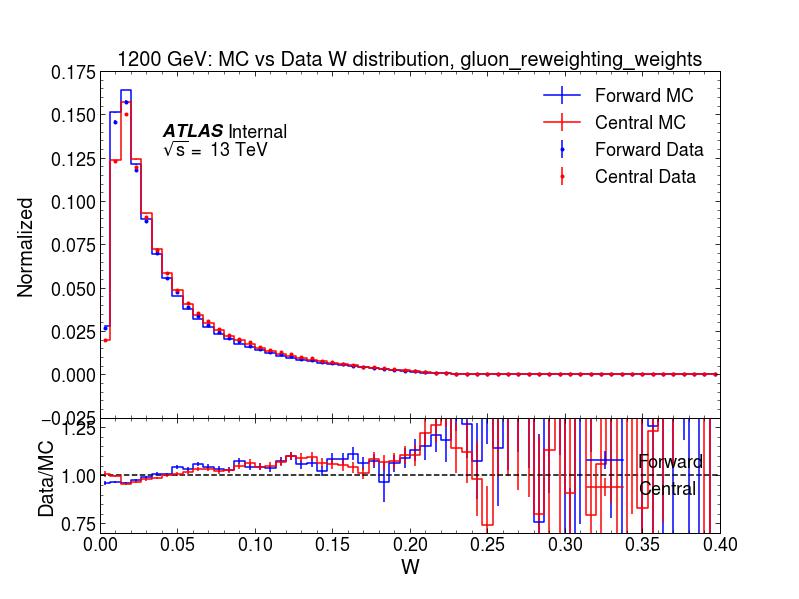 1200 GeV: MC vs Data W distribution, gluon_reweighting_weights
0.175
0.150
0.125
0.100
0.075
0.050
0.025
0.000
−0.025
Normalized
ATLAS Internal
√s = 13 TeV
Forward MC
Central MC
Forward Data
Central Data
1.25
1.00
0.75
Data/MC
Forward
Central
0.00 0.05 0.10 0.15 0.20 0.25 0.30 0.35 0.40
W